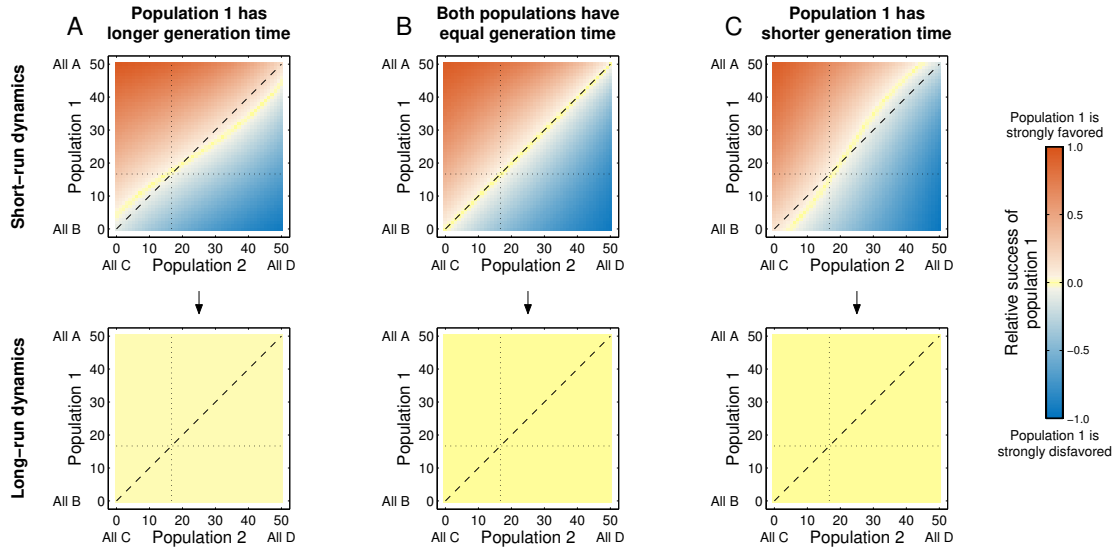 A
Population 1 has
longer generation time
B
Both populations have
equal generation time
C
Population 1 has
shorter generation time
Short−run dynamics
All A
50
40
30
20
10
All B
0
Population 1
0 10 20 30 40 50
All C
Population 2
All D
All A
50
40
30
20
10
All B
0
Population 1
0 10 20 30 40 50
All C
Population 2
All D
All A
50
40
30
20
10
All B
0
Population 1
0 10 20 30 40 50
All C
Population 2
All D
Long−run dynamics
All A
50
40
30
20
10
All B
0
Population 1
0 10 20 30 40 50
All C
Population 2
All D
All A
50
40
30
20
10
All B
0
Population 1
0 10 20 30 40 50
All C
Population 2
All D
All A
50
40
30
20
10
All B
0
Population 1
0 10 20 30 40 50
All C
Population 2
All D
Population 1 is
strongly favored
Relative success of
population 1
1.0
0.5
0.0
−0.5
−1.0
Population 1 is
strongly disfavored